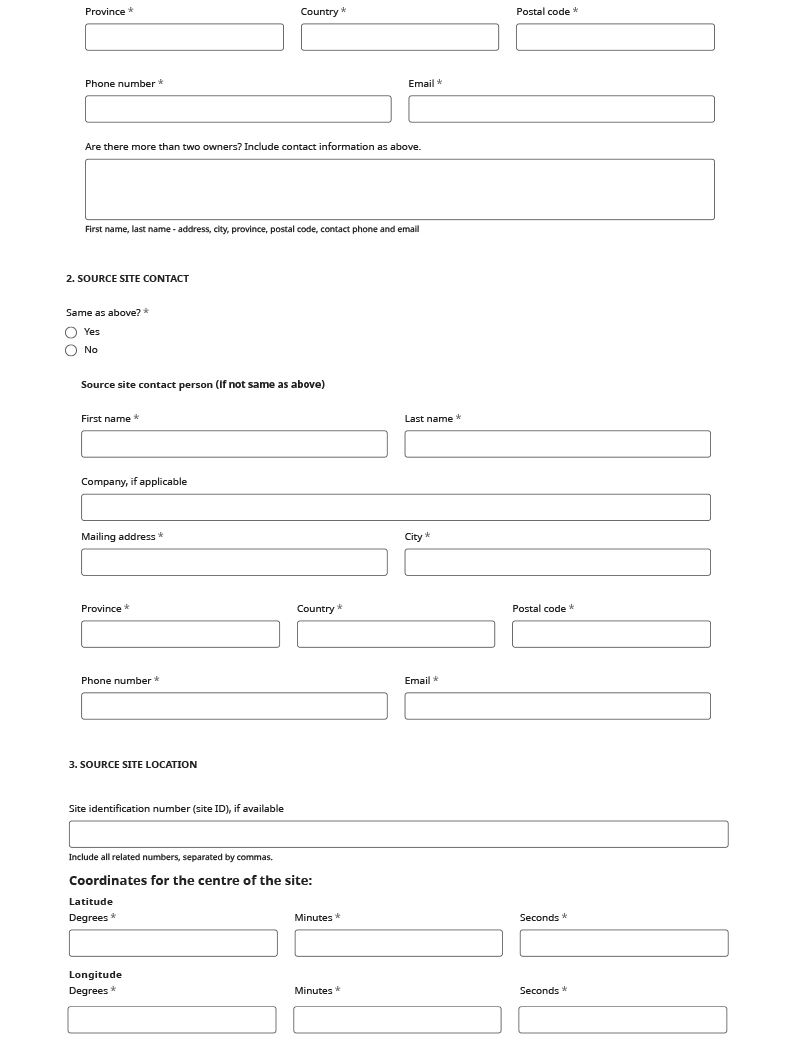 Province * Country * Postal code *
Phone number * Email *
Are there more than two owners? Include contact information as above.
First name, last name - address, city, province, postal code, contact phone and email
2. SOURCE SITE CONTACT
Same as above? *
Yes
No
Source site contact person (if not same as above)
First name * Last name *
Company, if applicable
Mailing address * City *
Province * Country * Postal code *
Phone number * Email *
3. SOURCE SITE LOCATION
Site identification number (site ID), if available
Include all related numbers, separated by commas.
Coordinates for the centre of the site:
Latitude
Degrees * Minutes * Seconds *
Longitude
Degrees * Minutes * Seconds *